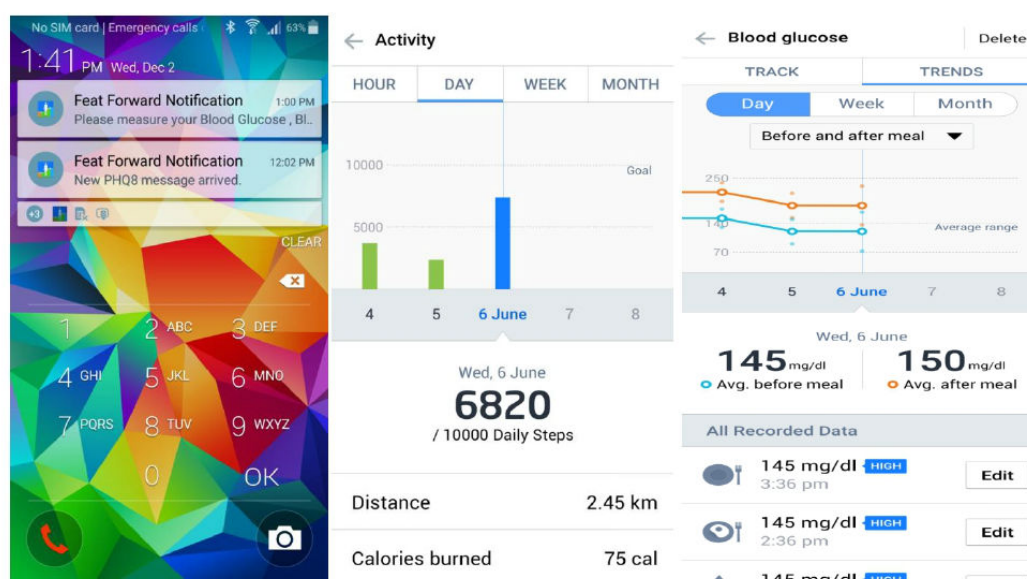 No SIM card | Emergency calls
63%
1:41 PM Wed, Dec 2
Feat Forward Notification 1:00 PM
Please measure your Blood Glucose , Bl..
Feat Forward Notification 12:02 PM
New PHQ8 message arrived.
+3
CLEAR
1 2 ABC 3 DEF
4 GHI 5 JKL 6 MNO
7 PQRS 8 TUV 9 WXYZ
0 OK
Activity
HOUR DAY WEEK MONTH
10000 Goal
5000
4 5 6 June 7 8
Wed, 6 June
6820
/ 10000 Daily Steps
Distance 2.45 km
Calories burned 75 cal
Blood glucose Delete
TRACK TRENDS
Day Week Month
Before and after meal
250
140 Average range
70
4 5 6 June 7 8
Wed, 6 June
145 mg/dl 150 mg/dl
Avg. before meal Avg. after meal
All Recorded Data
145 mg/dl HIGH Edit
3:36 pm
145 mg/dl HIGH Edit
2:36 pm
145 mg/dl HIGH